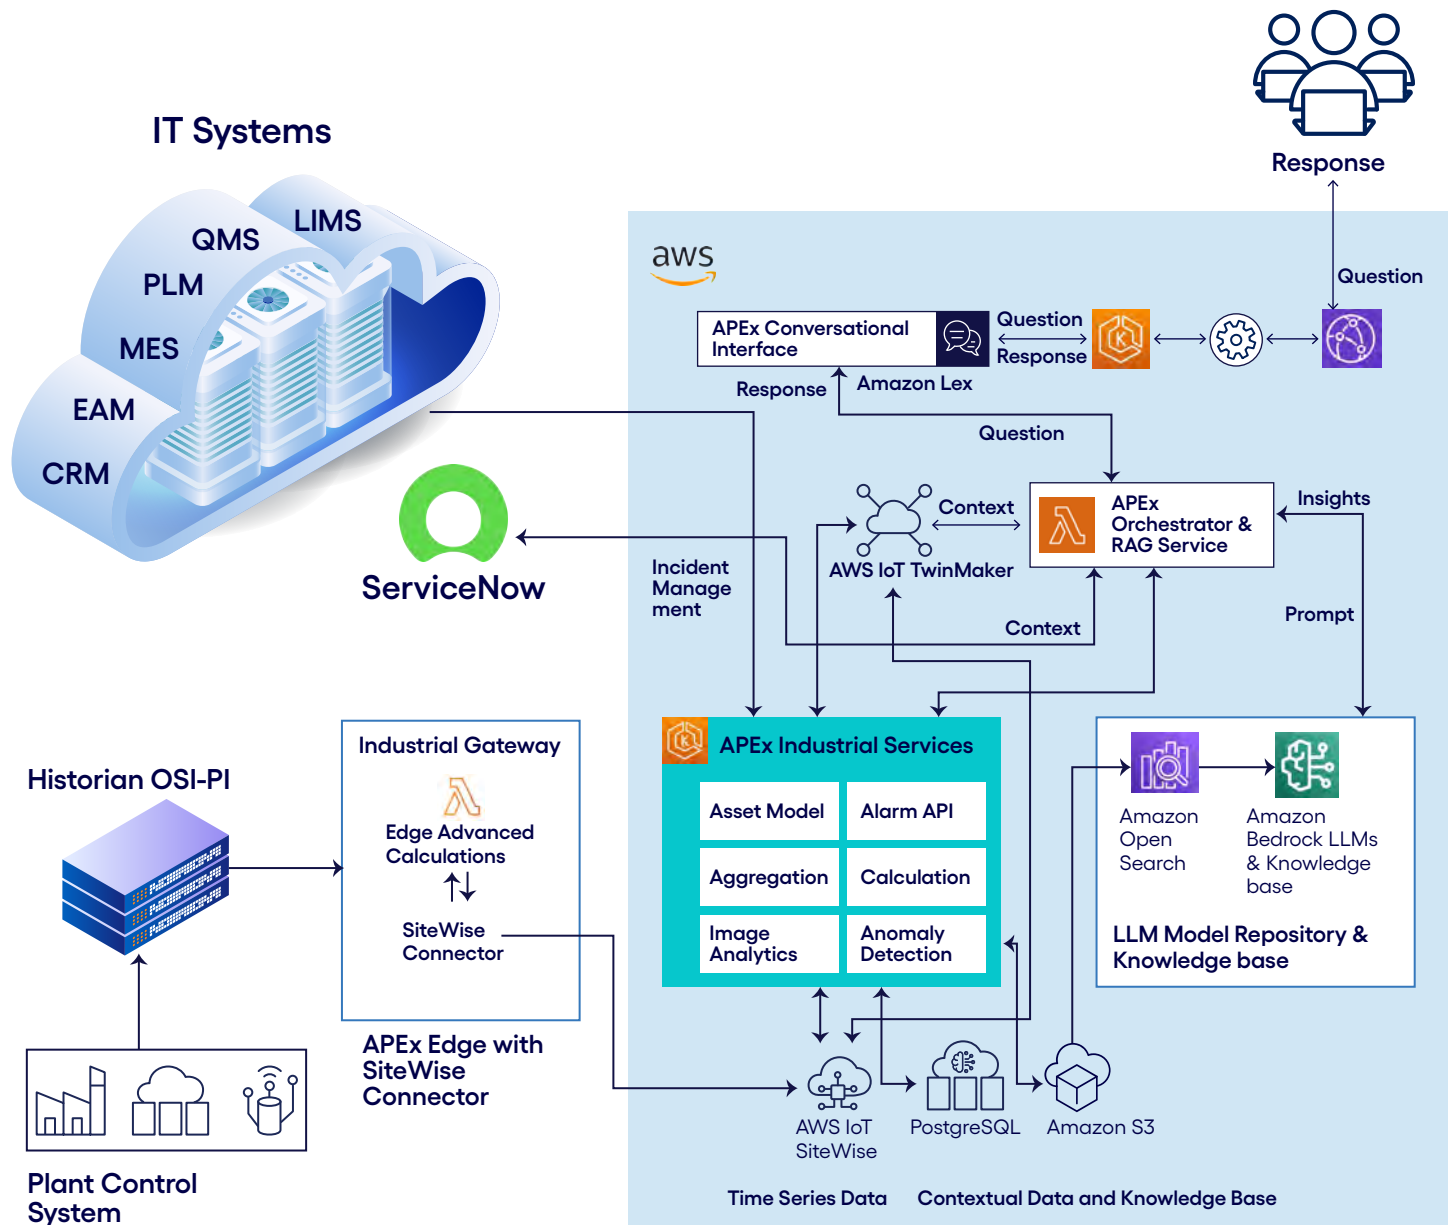 Response
IT Systems
LIMS
QMS
PLM
MES
EAM
CRM
aws
Question
APEx Conversational
Interface
Question
Response
Response
Amazon Lex
Question
ServiceNow
Context
APEx
Orchestrator &
RAG Service
Insights
AWS IoT TwinMaker
Incident
Manage
ment
Context
Prompt
Historian OSI-PI
Industrial Gateway
Edge Advanced
Calculations
SiteWise
Connector
APEx Edge with
SiteWise
Connector
APEx Industrial Services
Asset Model
Alarm API
Aggregation
Calculation
Image
Analytics
Anomaly
Detection
Amazon
Open
Search
Amazon
Bedrock LLMs
& Knowledge
base
LLM Model Repository &
Knowledge base
AWS IoT
SiteWise
PostgreSQL
Amazon S3
Plant Control
System
Time Series Data
Contextual Data and Knowledge Base